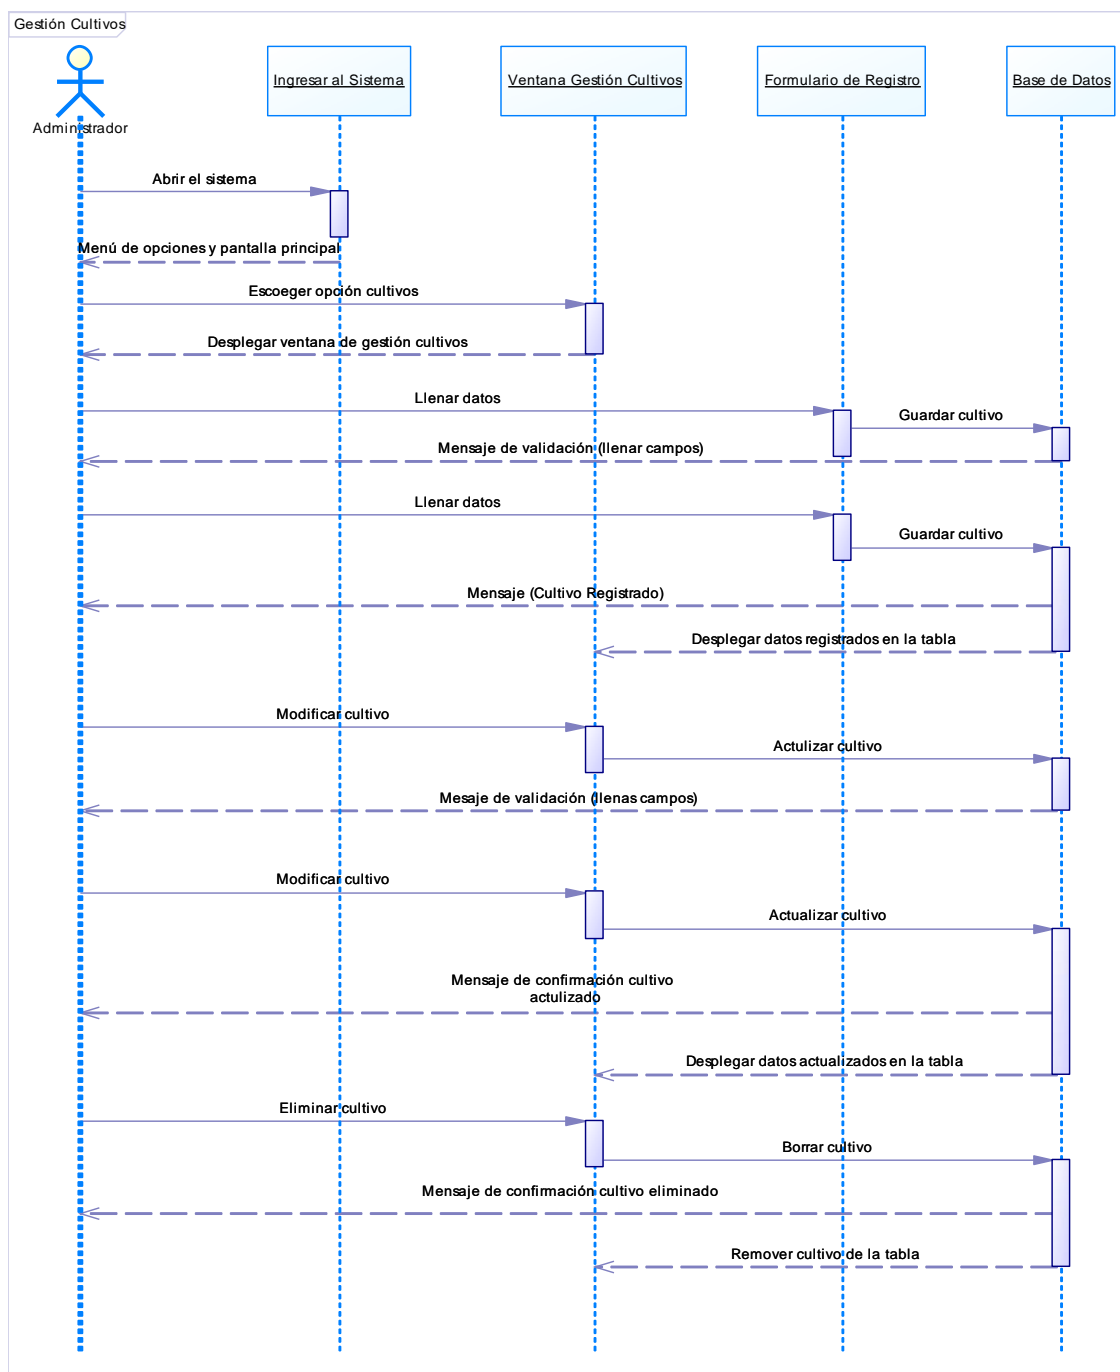 Gestión Cultivos
Administrador
Ingresar al Sistema
Ventana Gestión Cultivos
Formulario de Registro
Base de Datos
Abrir el sistema
Menú de opciones y pantalla principal
Escoeger opción cultivos
Desplegar ventana de gestión cultivos
Llenar datos
Guardar cultivo
Mensaje de validación (llenar campos)
Llenar datos
Guardar cultivo
Mensaje (Cultivo Registrado)
Desplegar datos registrados en la tabla
Modificar cultivo
Actulizar cultivo
Mesaje de validación (llenas campos)
Modificar cultivo
Actualizar cultivo
Mensaje de confirmación cultivo
actulizado
Desplegar datos actualizados en la tabla
Eliminar cultivo
Borrar cultivo
Mensaje de confirmación cultivo eliminado
Remover cultivo de la tabla